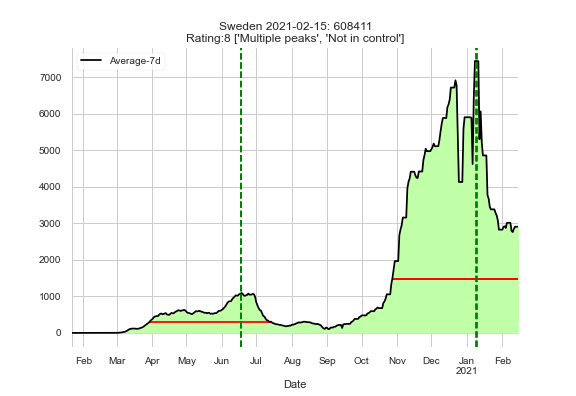 Sweden 2021-02-15: 608411
Rating:8 ['Multiple peaks', 'Not in control']
Average-7d
7000
6000
5000
4000
3000
2000
1000
0
Feb Mar Apr May Jun Jul Aug Sep Oct Nov Dec Jan Feb
2021
Date